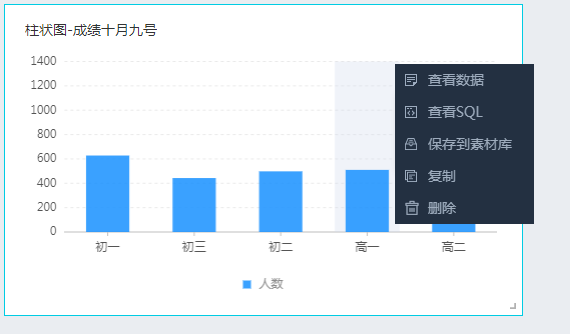 柱状图-成绩十月九号
1400
1200
1000
800
600
400
200
0
初一 初三 初二 高一 高二
人数
查看数据
查看SQL
保存到素材库
复制
删除